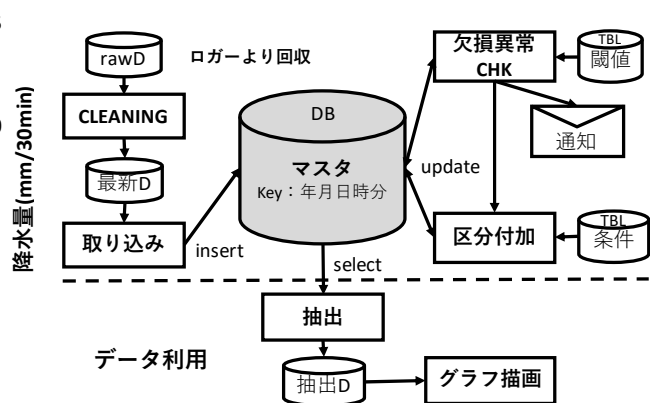 降水量(mm/30min)
rawD
ロガーより回収
CLEANING
最新D
取り込み
insert
DB
マスタ
Key：年月日時分
update
select
欠損異常
CHK
TBL
閾値
通知
区分付加
TBL
条件
抽出
データ利用
抽出D
グラフ描画